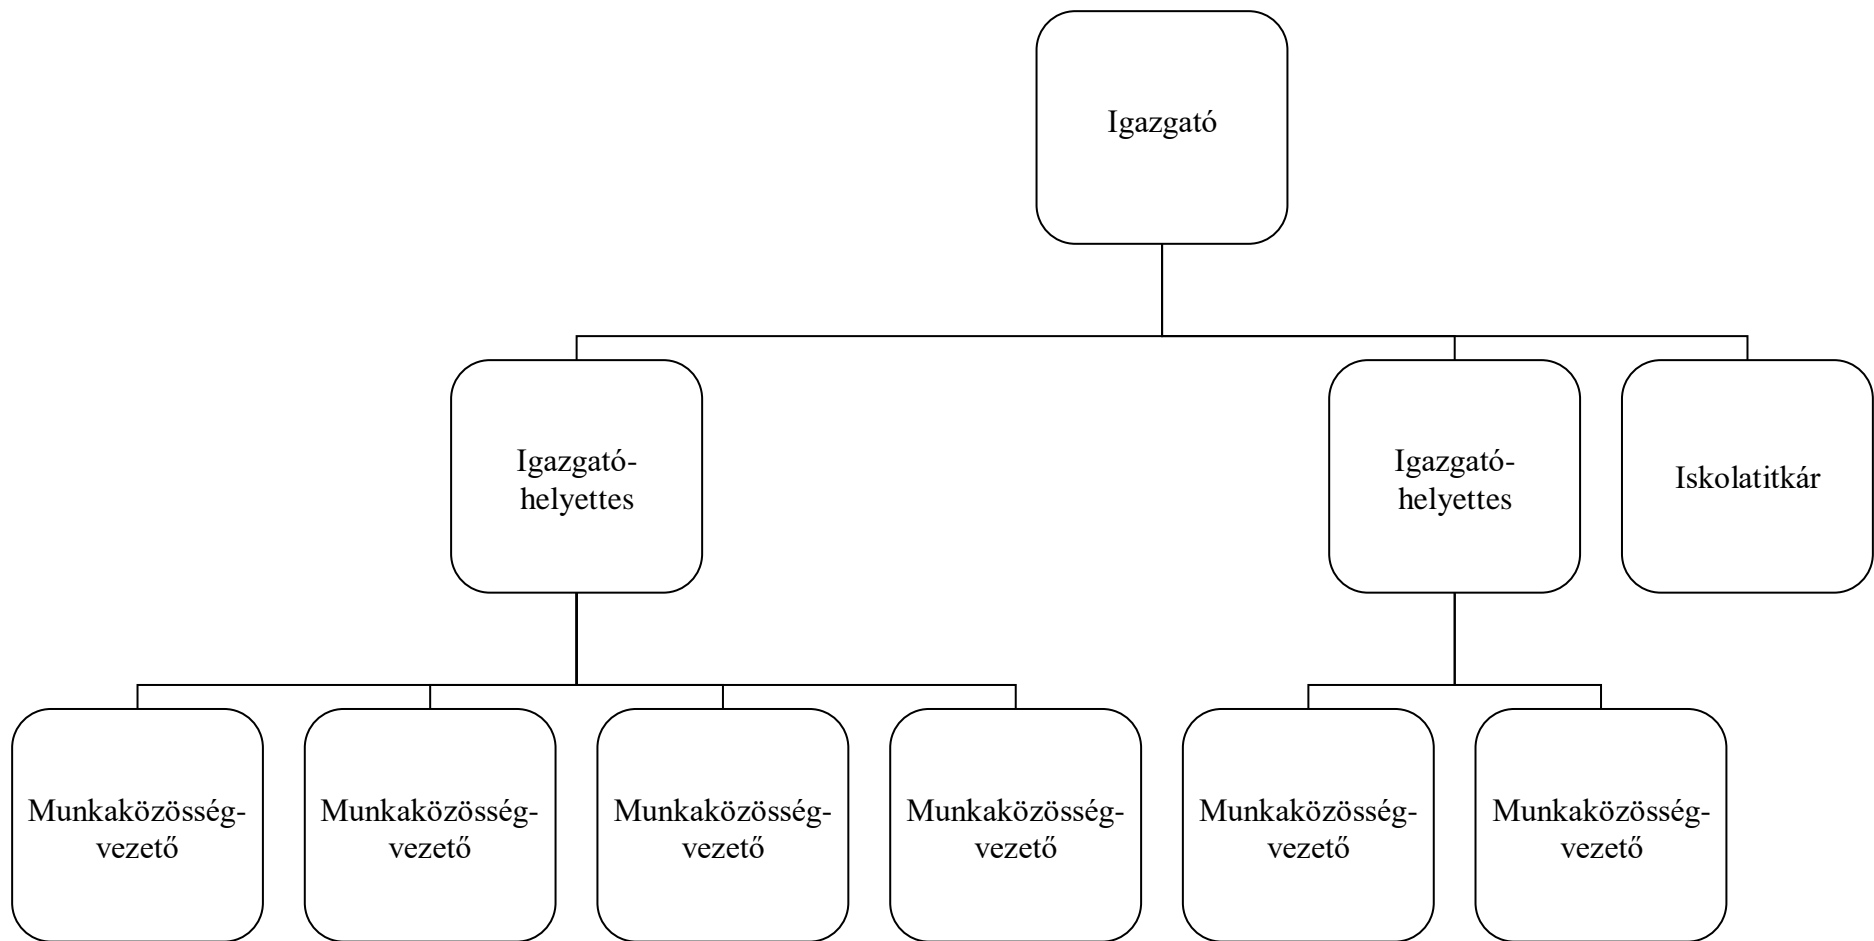 Igazgató
Igazgató-
helyettes
Igazgató-
helyettes
Iskolatitkár
Munkaközösség-
vezető
Munkaközösség-
vezető
Munkaközösség-
vezető
Munkaközösség-
vezető
Munkaközösség-
vezető
Munkaközösség-
vezető